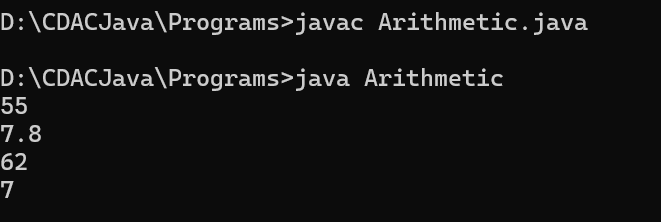 D:\CDACJava\Programs>javac Arithmetic.java
D:\CDACJava\Programs>java Arithmetic
55
7.8
62
7